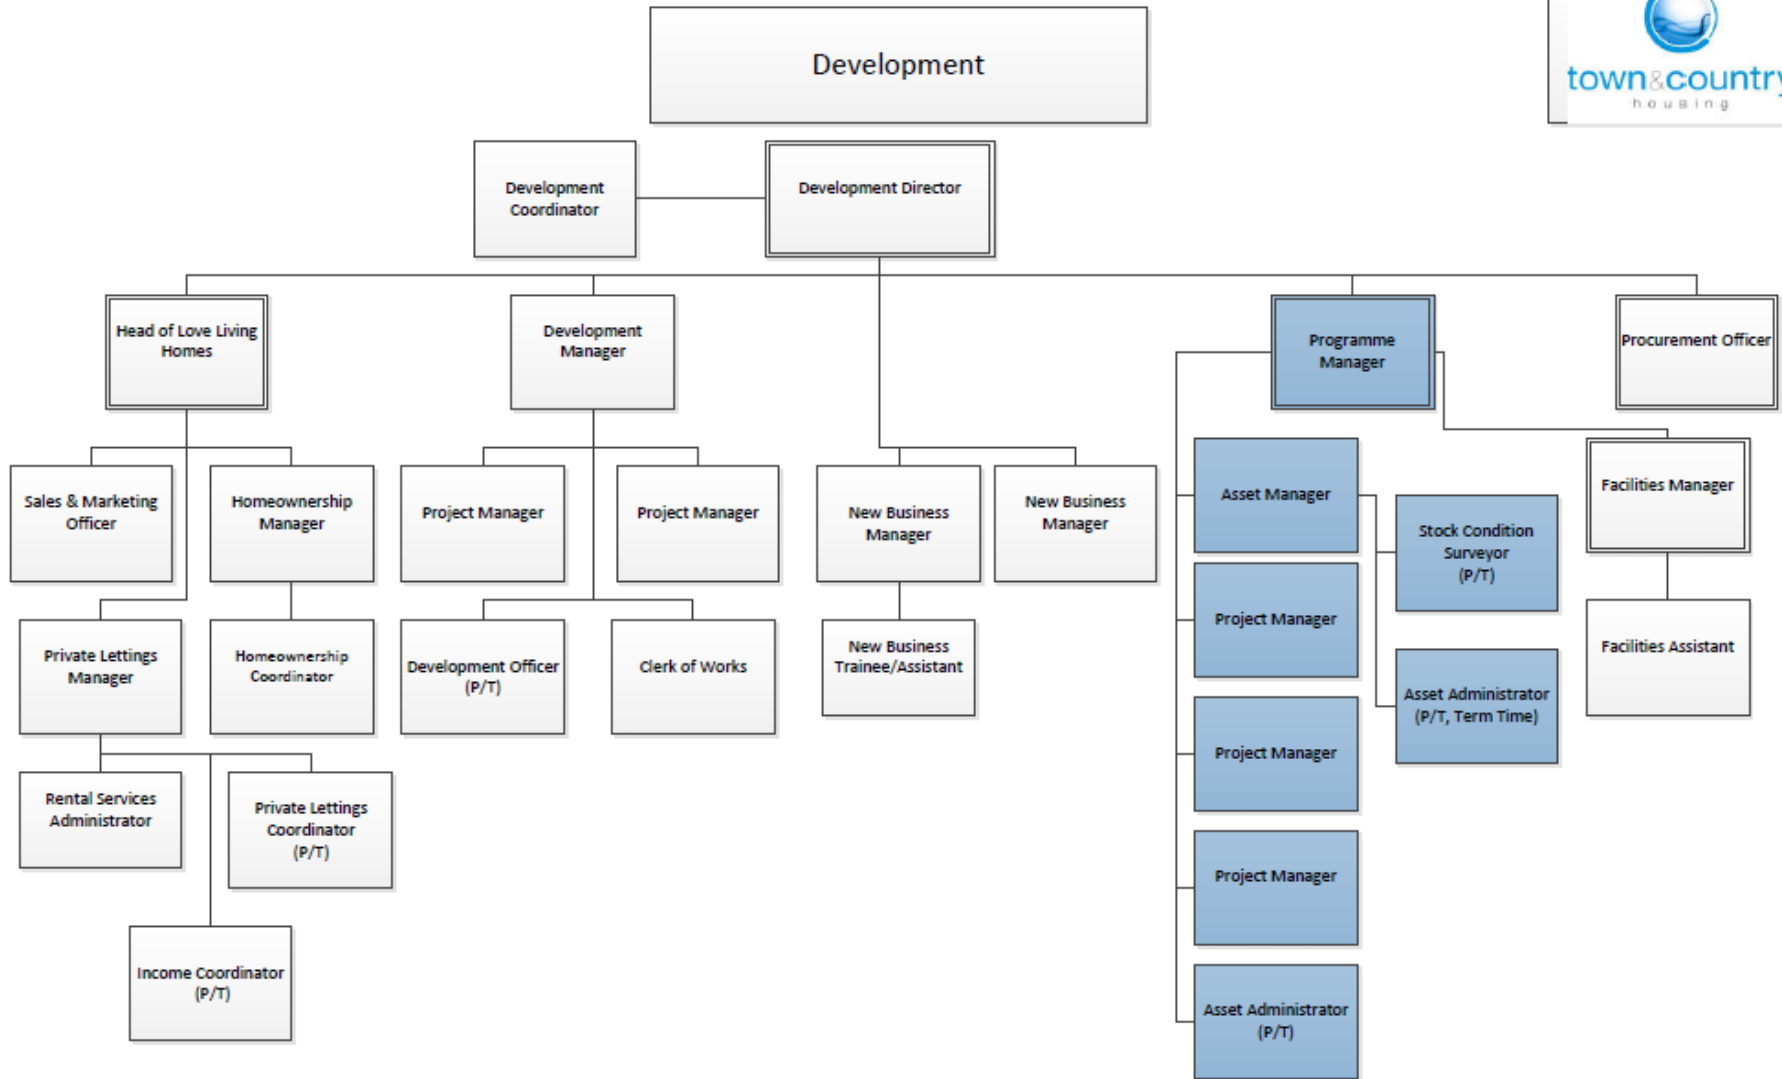 Development
town&country
housing
Development
Coordinator
Development Director
Head of Love Living
Homes
Development
Manager
Programme
Manager
Procurement Officer
Sales & Marketing
Officer
Homeownership
Manager
Project Manager
Project Manager
New Business
Manager
New Business
Manager
Asset Manager
Stock Condition
Surveyor
(P/T)
Facilities Manager
Private Lettings
Manager
Homeownership
Coordinator
Development Officer
(P/T)
Clerk of Works
New Business
Trainee/Assistant
Project Manager
Asset Administrator
(P/T, Term Time)
Facilities Assistant
Rental Services
Administrator
Private Lettings
Coordinator
(P/T)
Project Manager
Project Manager
Income Coordinator
(P/T)
Asset Administrator
(P/T)